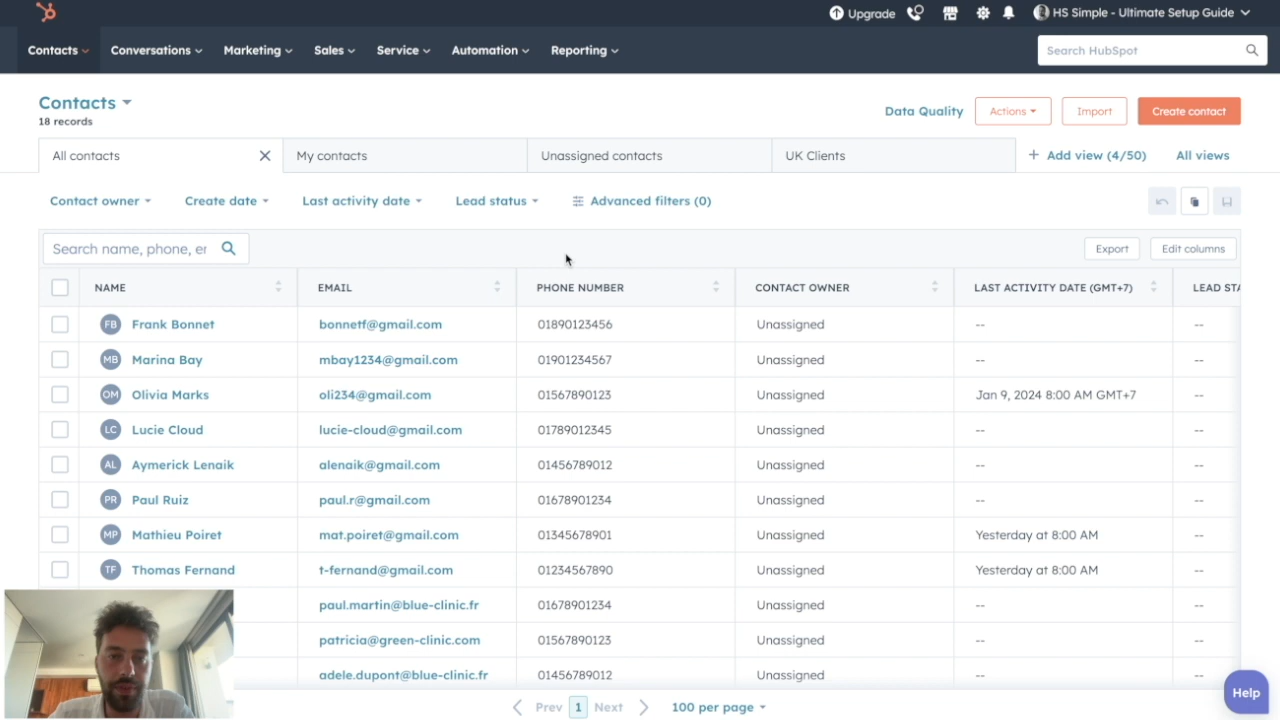 Upgrade
HS Simple - Ultimate Setup Guide
Contacts
Conversations
Marketing
Sales
Service
Automation
Reporting
Search HubSpot
Contacts
18 records
Data Quality
Actions
Import
Create contact
All contacts
My contacts
Unassigned contacts
UK Clients
+ Add view (4/50)
All views
Contact owner
Create date
Last activity date
Lead status
Advanced filters (0)
Search name, phone, er
Export
Edit columns
NAME EMAIL PHONE NUMBER CONTACT OWNER LAST ACTIVITY DATE (GMT+7) LEAD STA
FB Frank Bonnet bonnetf@gmail.com 01890123456 Unassigned -- --
MB Marina Bay mbay1234@gmail.com 01901234567 Unassigned -- --
OM Olivia Marks oli234@gmail.com 01567890123 Unassigned Jan 9, 2024 8:00 AM GMT+7 --
LC Lucie Cloud lucie-cloud@gmail.com 01789012345 Unassigned -- --
AL Aymerick Lenaik alenaik@gmail.com 01456789012 Unassigned -- --
PR Paul Ruiz paul.r@gmail.com 01678901234 Unassigned -- --
MP Mathieu Poiret mat.poiret@gmail.com 01345678901 Unassigned Yesterday at 8:00 AM --
TF Thomas Fernand t-fernand@gmail.com 01234567890 Unassigned Yesterday at 8:00 AM --
paul.martin@blue-clinic.fr 01678901234 Unassigned -- --
patricia@green-clinic.com 01567890123 Unassigned -- --
adele.dupont@blue-clinic.fr 01456789012 Unassigned -- --
Prev 1 Next
100 per page
Help